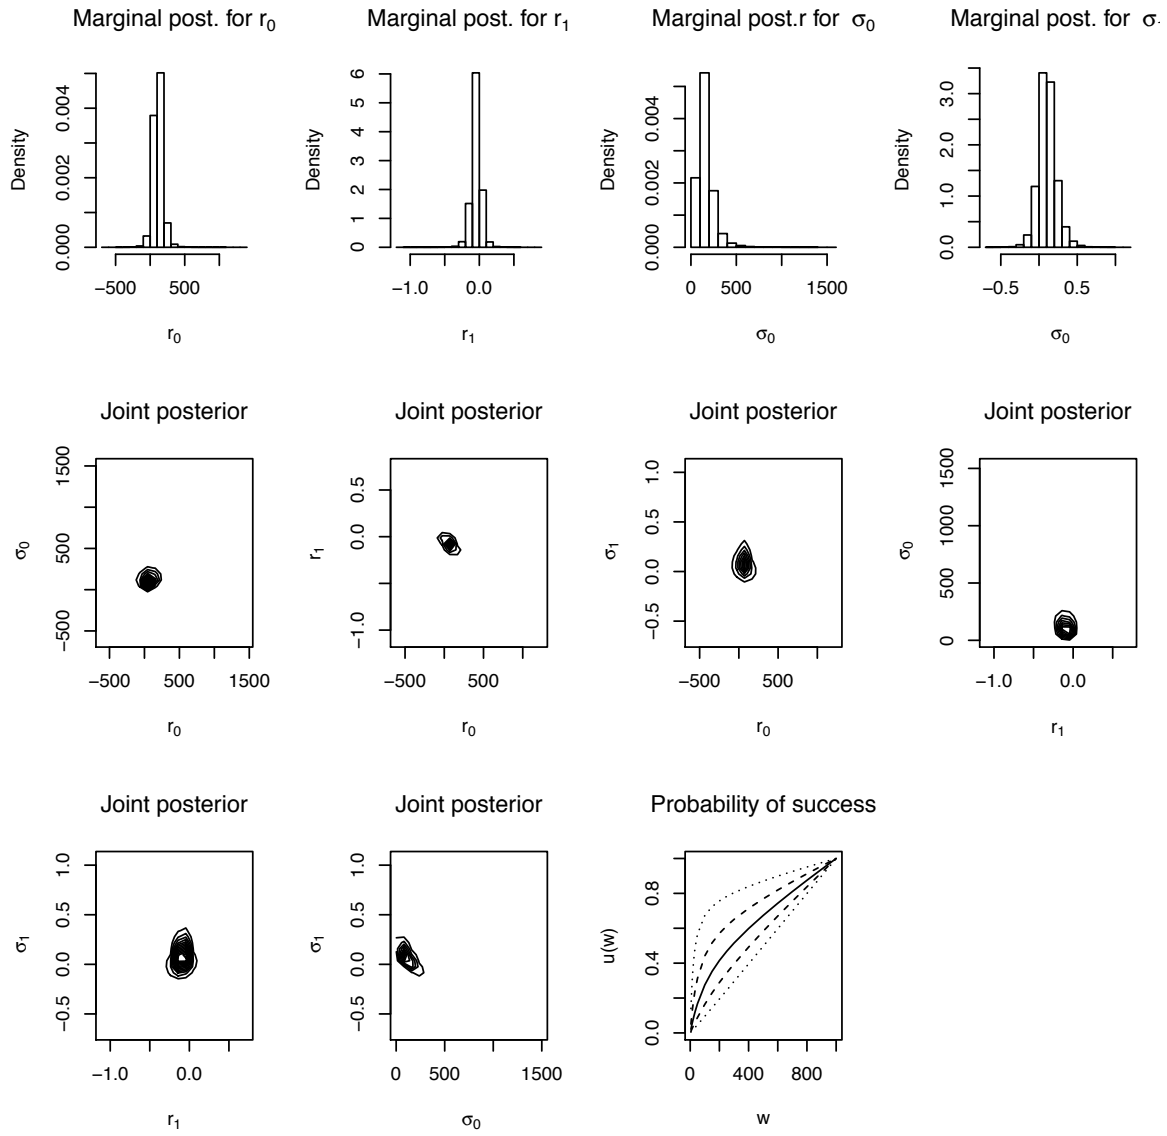 Marginal post. for r₀
Marginal post. for r₁
Marginal post.r for σ₀
Marginal post. for σ
Density
0.000 0.002 0.004
−500 500
r₀
Density
0 1 2 3 4 5 6
−1.0 0.0
r₁
Density
0.000 0.002 0.004
0 500 1500
σ₀
Density
0.0 1.0 2.0 3.0
−0.5 0.5
σ₀
Joint posterior
Joint posterior
Joint posterior
Joint posterior
σ₀
−500 500 1500
−500 500 1500
r₀
r₁
−1.0 0.0 0.5
−500 500
r₀
σ₁
−0.5 0.0 0.5 1.0
−500 500
r₀
σ₀
0 500 1000 1500
−1.0 0.0
r₁
Joint posterior
Joint posterior
Probability of success
σ₁
−0.5 0.0 0.5 1.0
−1.0 0.0
r₁
σ₁
−0.5 0.0 0.5 1.0
0 500 1500
σ₀
u(w)
0.0 0.4 0.8
0 400 800
w